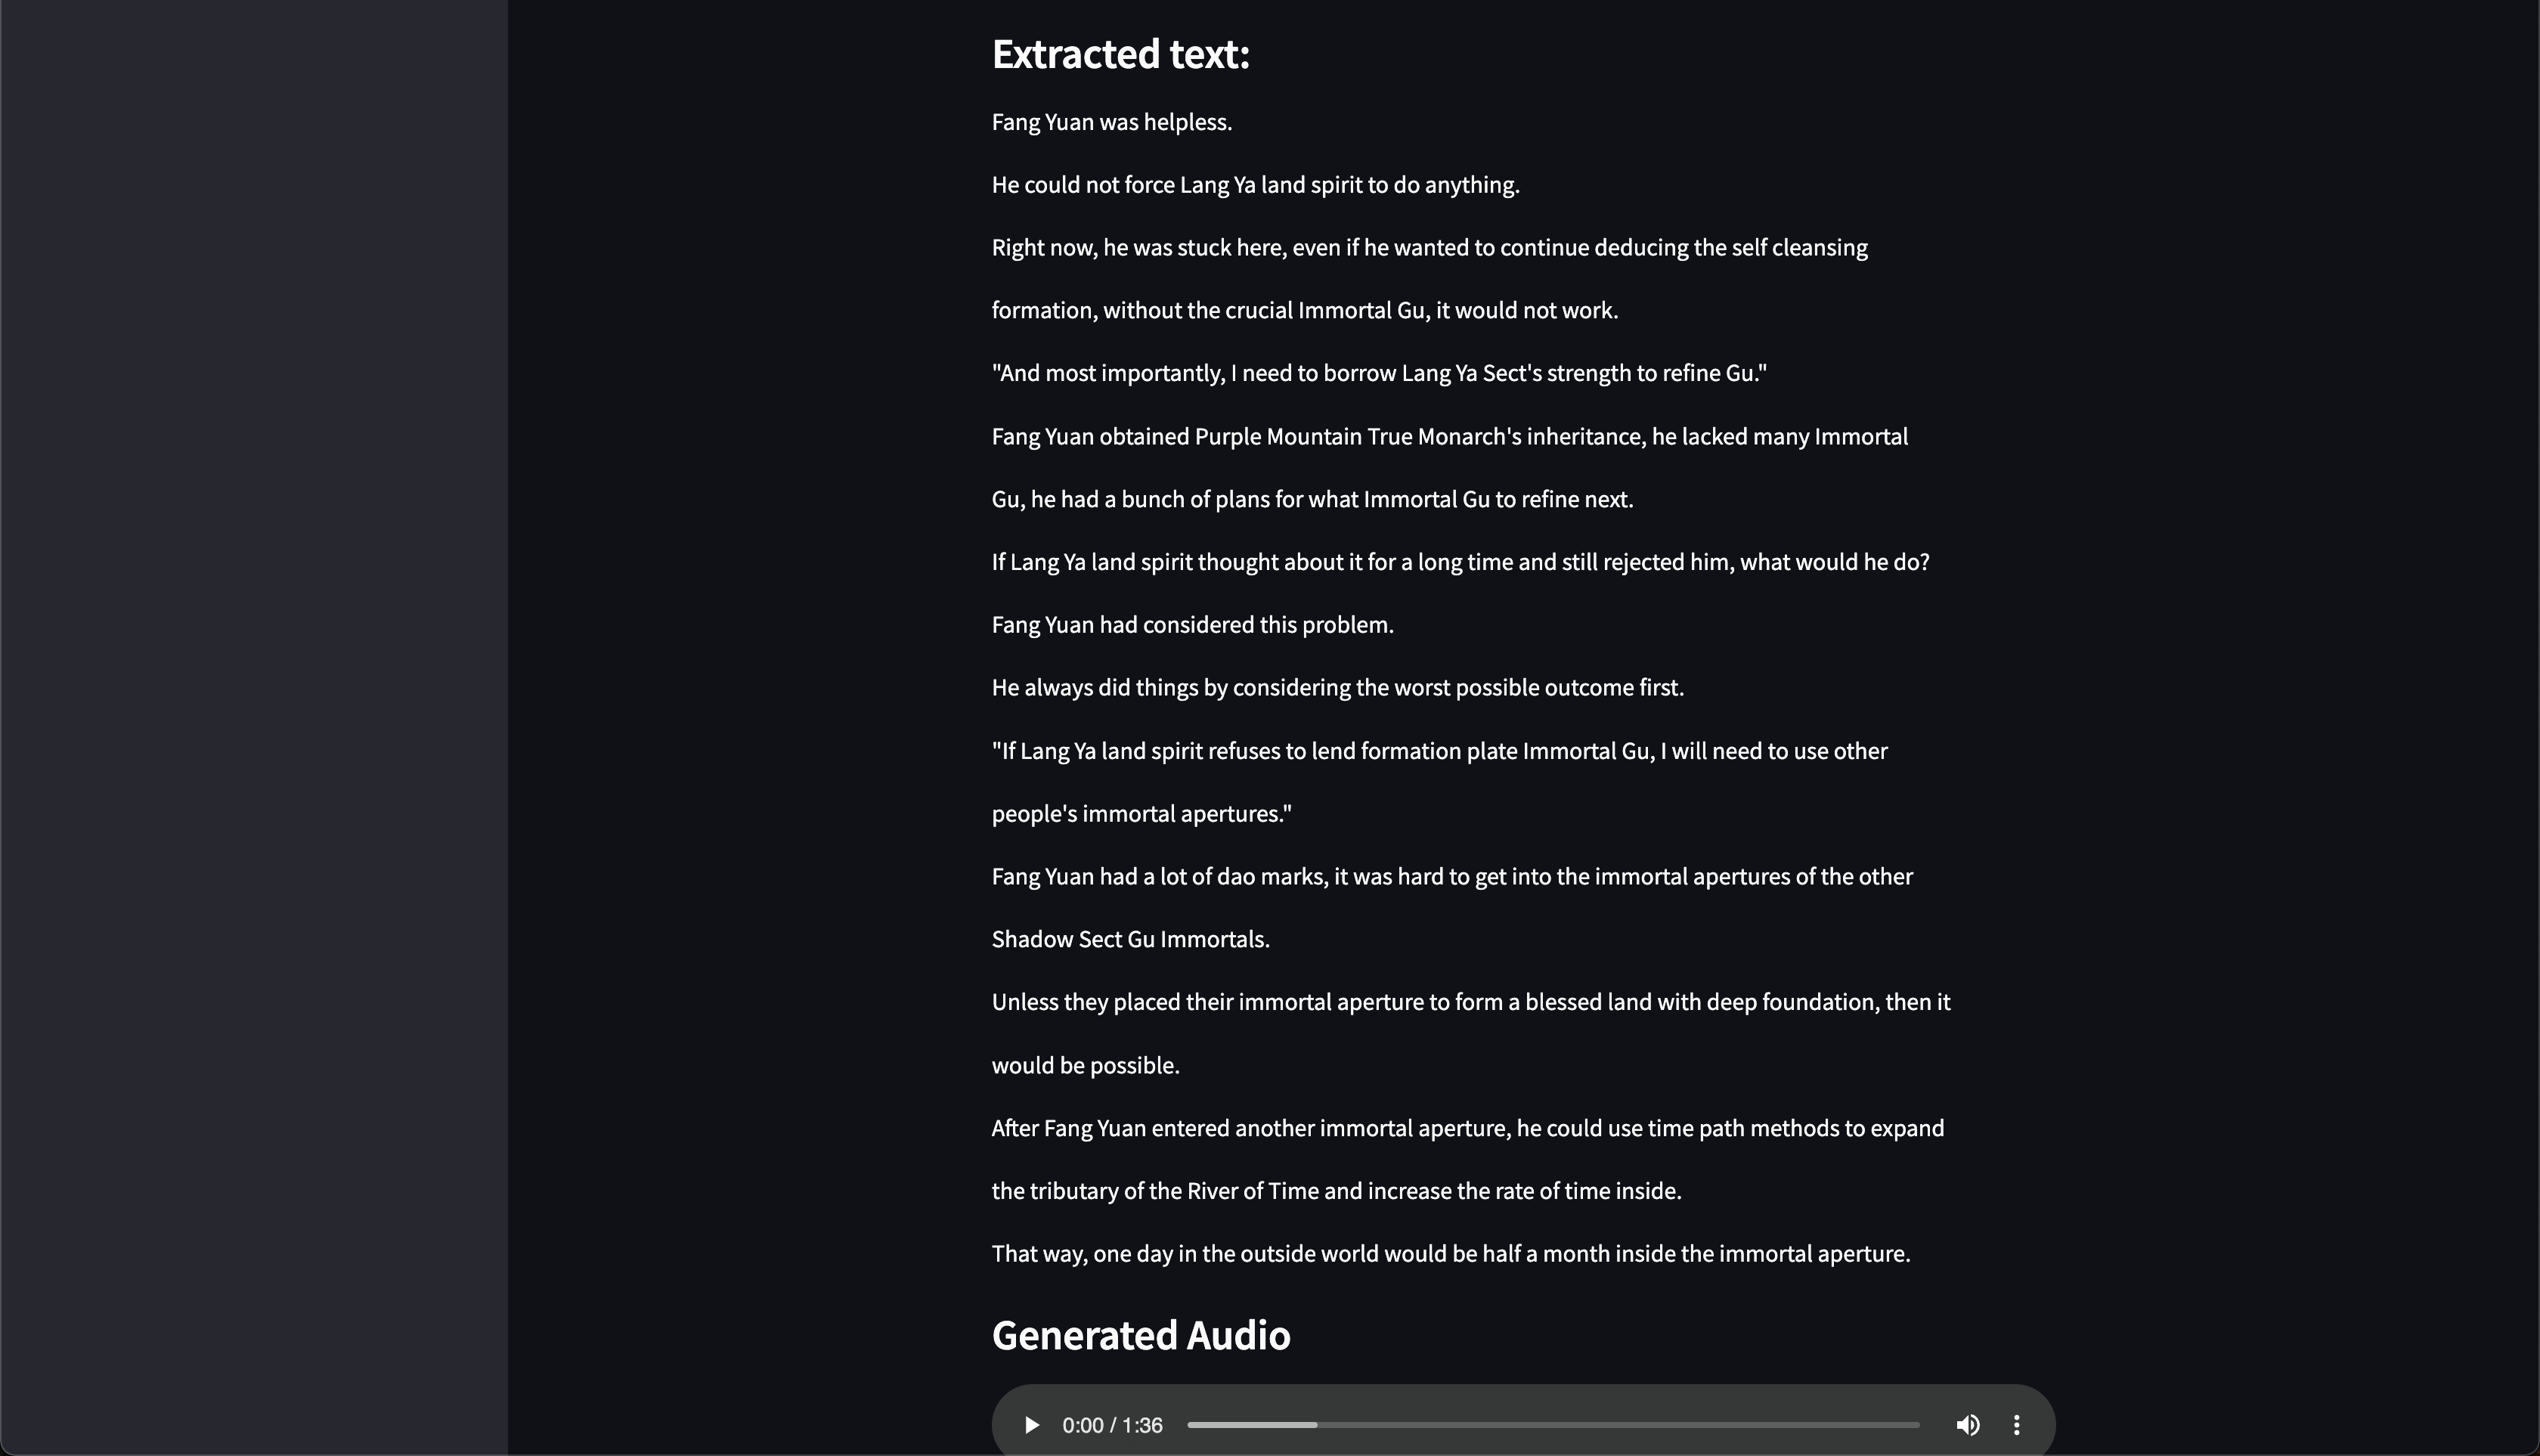 Extracted text:
Fang Yuan was helpless.
He could not force Lang Ya land spirit to do anything.
Right now, he was stuck here, even if he wanted to continue deducing the self cleansing
formation, without the crucial Immortal Gu, it would not work.
"And most importantly, I need to borrow Lang Ya Sect's strength to refine Gu."
Fang Yuan obtained Purple Mountain True Monarch's inheritance, he lacked many Immortal
Gu, he had a bunch of plans for what Immortal Gu to refine next.
If Lang Ya land spirit thought about it for a long time and still rejected him, what would he do?
Fang Yuan had considered this problem.
He always did things by considering the worst possible outcome first.
"If Lang Ya land spirit refuses to lend formation plate Immortal Gu, I will need to use other
people's immortal apertures."
Fang Yuan had a lot of dao marks, it was hard to get into the immortal apertures of the other
Shadow Sect Gu Immortals.
Unless they placed their immortal aperture to form a blessed land with deep foundation, then it
would be possible.
After Fang Yuan entered another immortal aperture, he could use time path methods to expand
the tributary of the River of Time and increase the rate of time inside.
That way, one day in the outside world would be half a month inside the immortal aperture.
Generated Audio
0:00 / 1:36